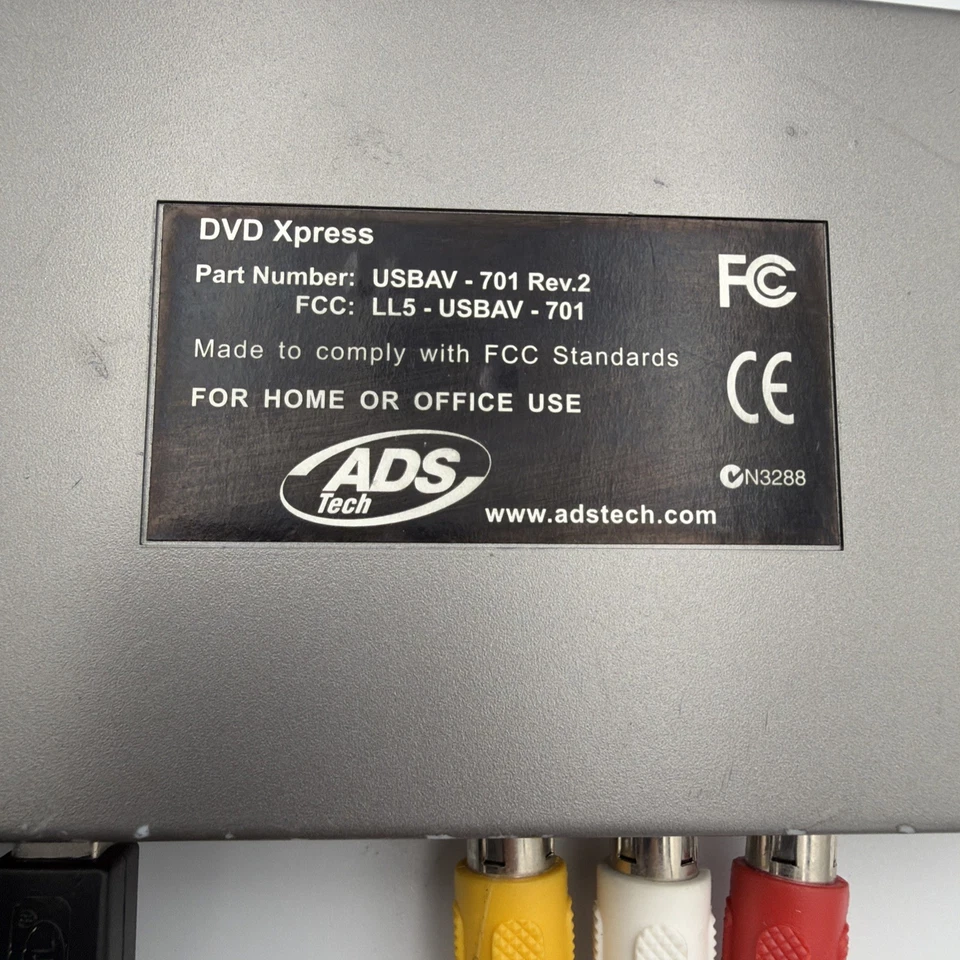 DVD Xpress
Part Number: USBAV - 701 Rev.2
FCC: LL5 - USBAV - 701
Made to comply with FCC Standards
FOR HOME OR OFFICE USE
ADS
Tech
www.adstech.com
FC
CE
N3288